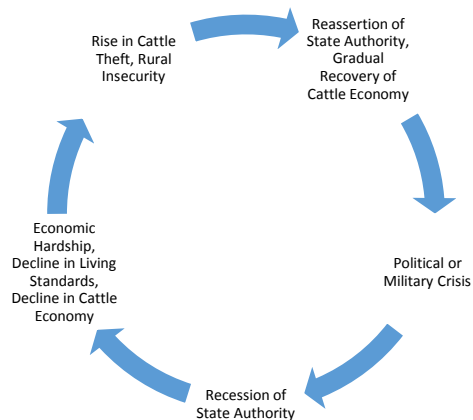 Rise in Cattle
Theft, Rural
Insecurity
Reassertion of
State Authority,
Gradual
Recovery of
Cattle Economy
Political or
Military Crisis
Recession of
State Authority
Economic
Hardship,
Decline in Living
Standards,
Decline in Cattle
Economy